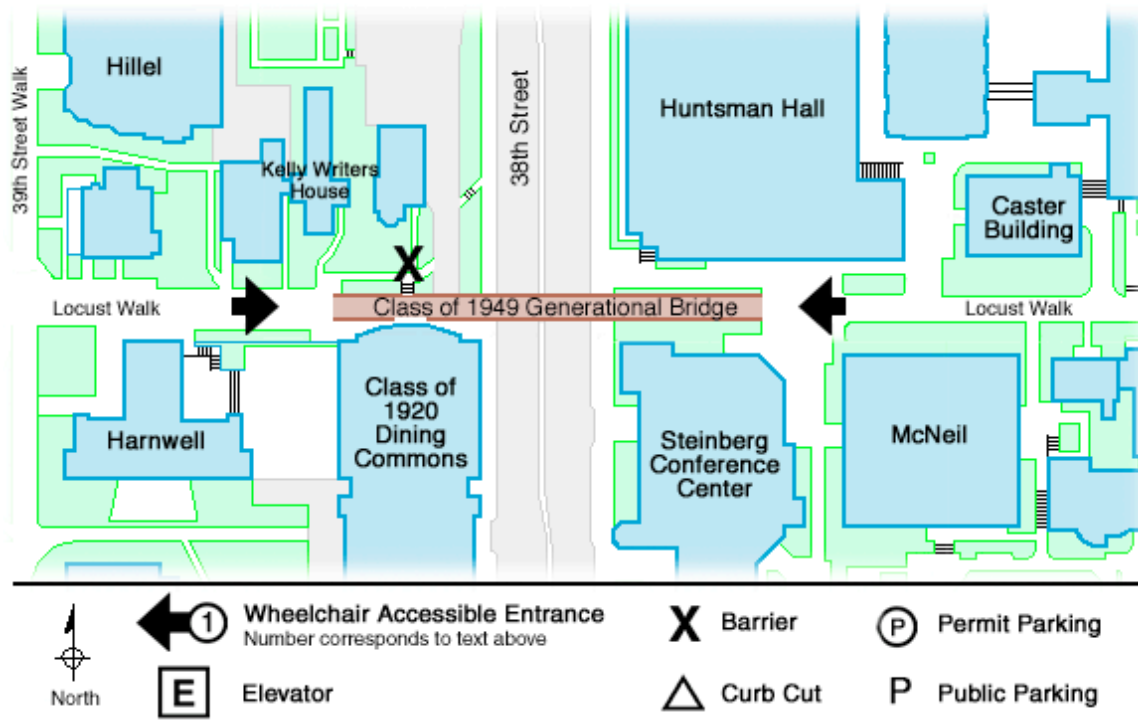 Hillel
39th Street Walk
Kelly Writers
House
38th Street
Huntsman Hall
Caster
Building
X
Locust Walk
Class of 1949 Generational Bridge
Locust Walk
Harnwell
Class of
1920
Dining
Commons
Steinberg
Conference
Center
McNeil
North
1
Wheelchair Accessible Entrance
Number corresponds to text above
E
Elevator
X
Barrier
Curb Cut
P
Permit Parking
P
Public Parking